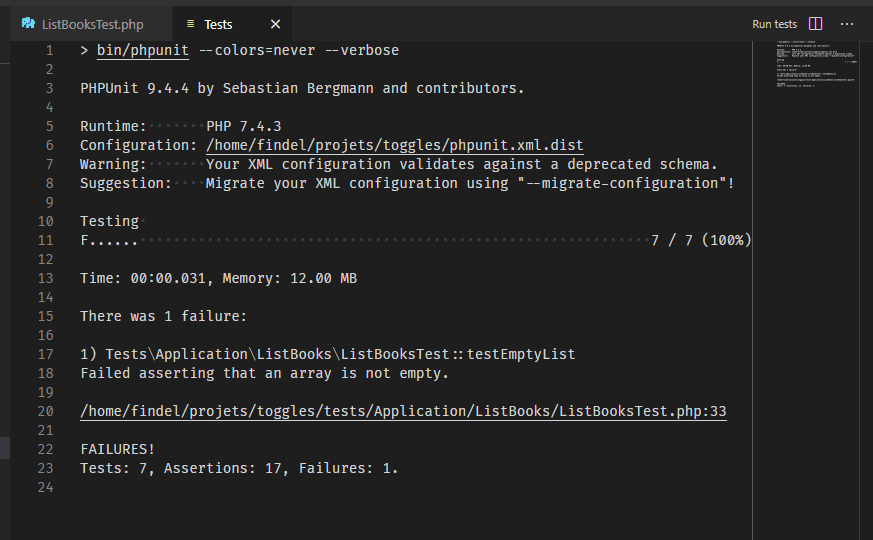 ListBooksTest.php
Tests
Run tests
1 > bin/phpunit --colors=never --verbose
2
3 PHPUnit 9.4.4 by Sebastian Bergmann and contributors.
4
5 Runtime:·······PHP 7.4.3
6 Configuration: /home/findel/projets/toggles/phpunit.xml.dist
7 Warning:·······Your XML configuration validates against a deprecated schema.
8 Suggestion:····Migrate your XML configuration using "--migrate-configuration"!
9
10 Testing·
11 F...... 7 / 7 (100%)
12
13 Time: 00:00.031, Memory: 12.00 MB
14
15 There was 1 failure:
16
17 1) Tests\Application\ListBooks\ListBooksTest::testEmptyList
18 Failed asserting that an array is not empty.
19
20 /home/findel/projets/toggles/tests/Application/ListBooks/ListBooksTest.php:33
21
22 FAILURES!
23 Tests: 7, Assertions: 17, Failures: 1.
24